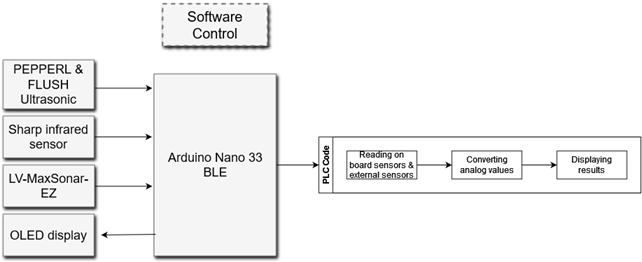 Software
Control
PEPPERL &
FLUSH
Ultrasonic
Sharp infrared
sensor
LV-MaxSonar-
EZ
OLED display
Arduino Nano 33
BLE
PLC Code
Reading on
board sensors &
external sensors
Converting
analog values
Displaying
results